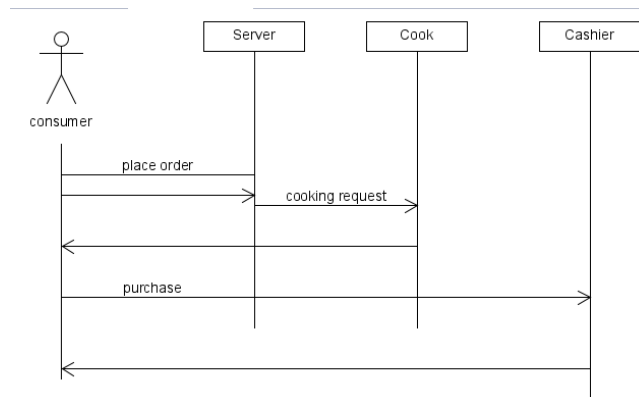 Server
Cook
Cashier
consumer
place order
cooking request
purchase